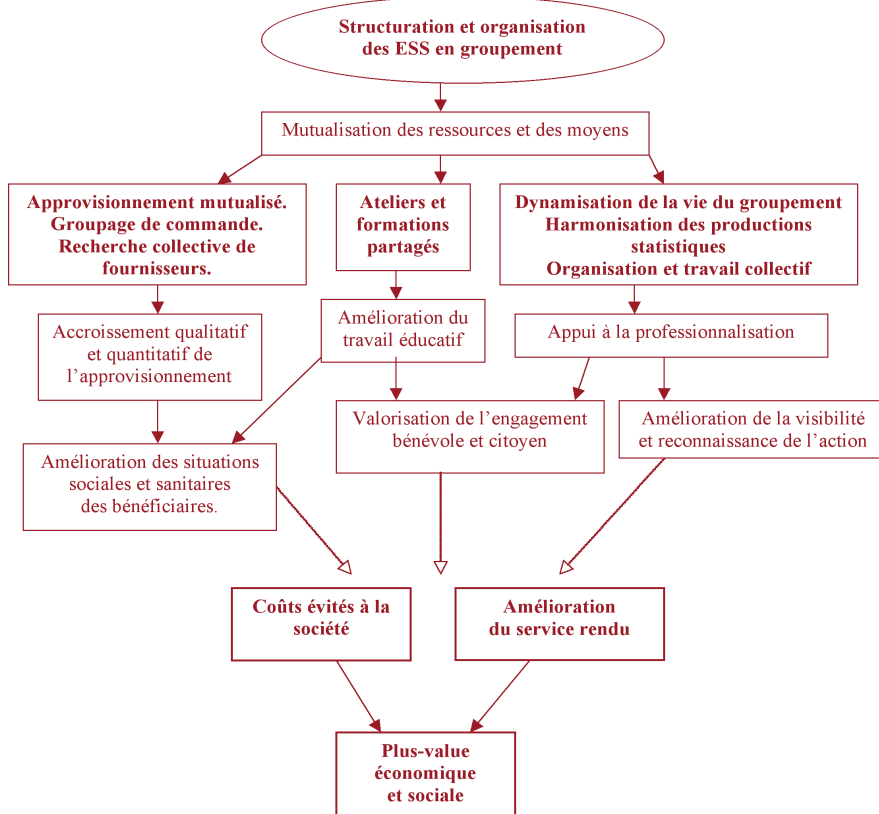 Structuration et organisation
des ESS en groupement
Mutualisation des ressources et des moyens
Approvisionnement mutualisé.
Groupage de commande.
Recherche collective de
fournisseurs.
Ateliers et
formations
partagés
Dynamisation de la vie du groupement
Harmonisation des productions
statistiques
Organisation et travail collectif
Accroissement qualitatif
et quantitatif de
l’approvisionnement
Amélioration du
travail éducatif
Appui à la professionnalisation
Valorisation de l’engagement
bénévole et citoyen
Amélioration de la visibilité
et reconnaissance de l’action
Amélioration des situations
sociales et sanitaires
des bénéficiaires.
Coûts évités à la
société
Amélioration
du service rendu
Plus-value
économique
et sociale